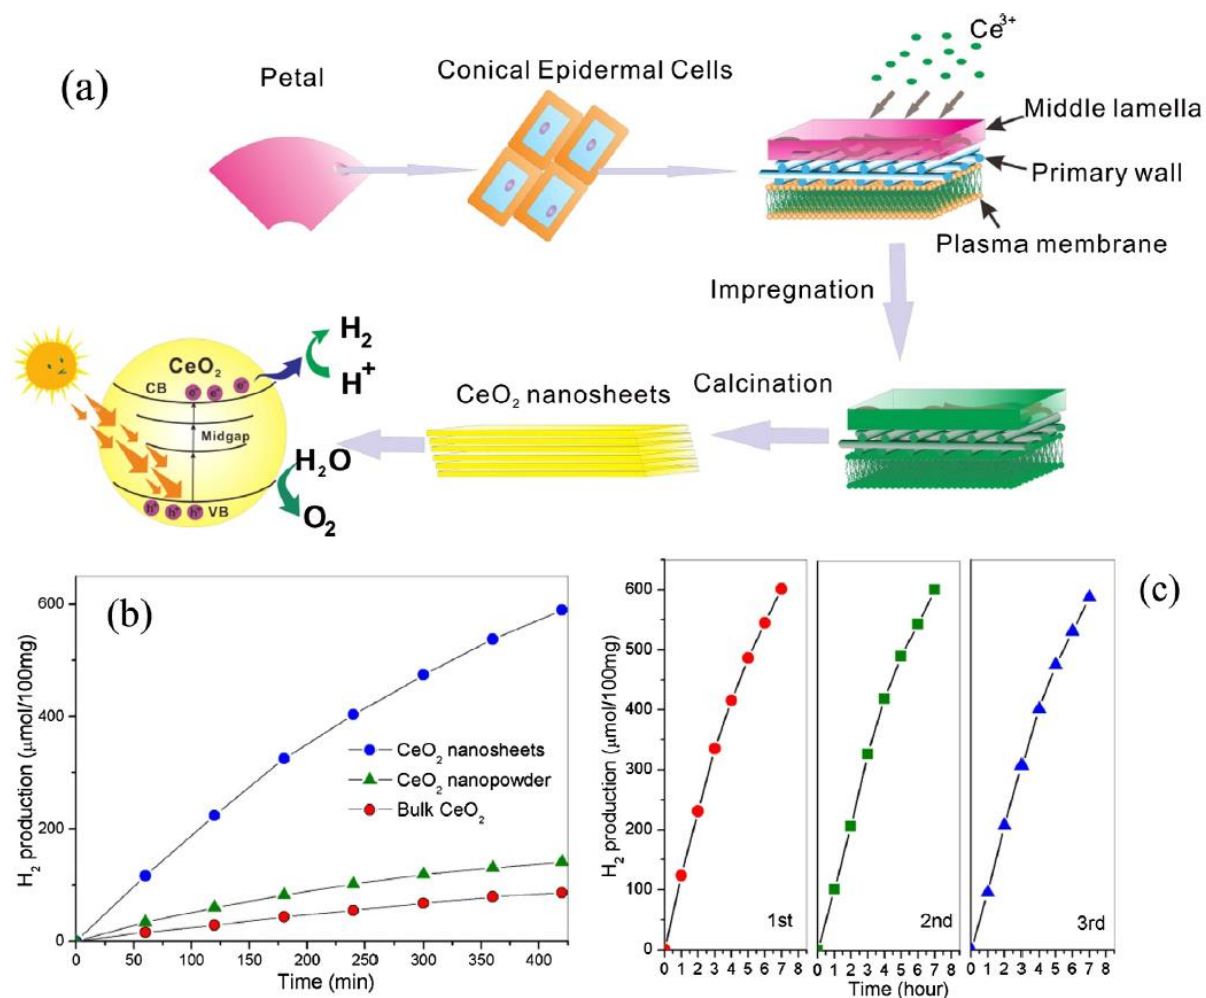 (a)
Petal
Conical Epidermal Cells
Ce³⁺
Middle lamella
Primary wall
Plasma membrane
Impregnation
Calcination
CeO₂ nanosheets
CeO₂
CB
e⁻ e⁻ e⁻
Midgap
h⁺ h⁺ h⁺
VB
H₂
H⁺
H₂O
O₂
(b)
H₂ production (μmol/100mg)
600
400
200
0
CeO₂ nanosheets
CeO₂ nanopowder
Bulk CeO₂
0 50 100 150 200 250 300 350 400
Time (min)
(c)
H₂ production (μmol/100mg)
600
500
400
300
200
100
0
1st
2nd
3rd
0 1 2 3 4 5 6 7 8
0 1 2 3 4 5 6 7 8
0 1 2 3 4 5 6 7 8
Time (hour)